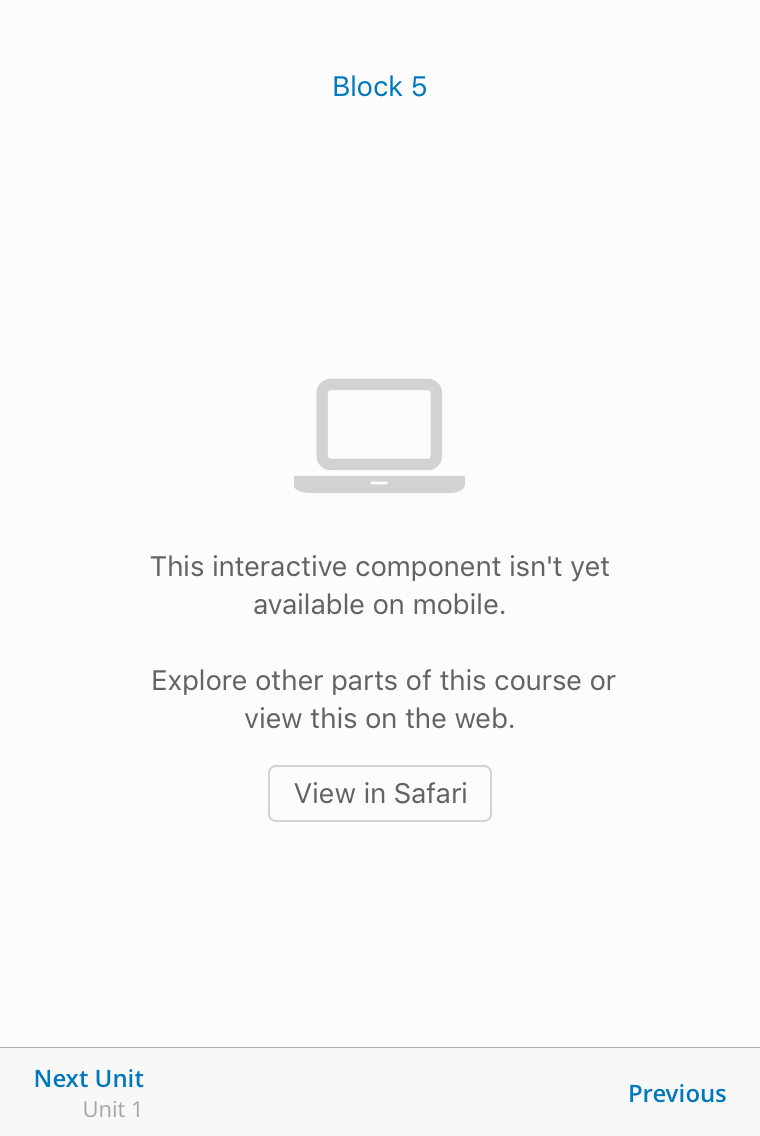 Block 5
This interactive component isn't yet
available on mobile.
Explore other parts of this course or
view this on the web.
View in Safari
Next Unit
Unit 1
Previous